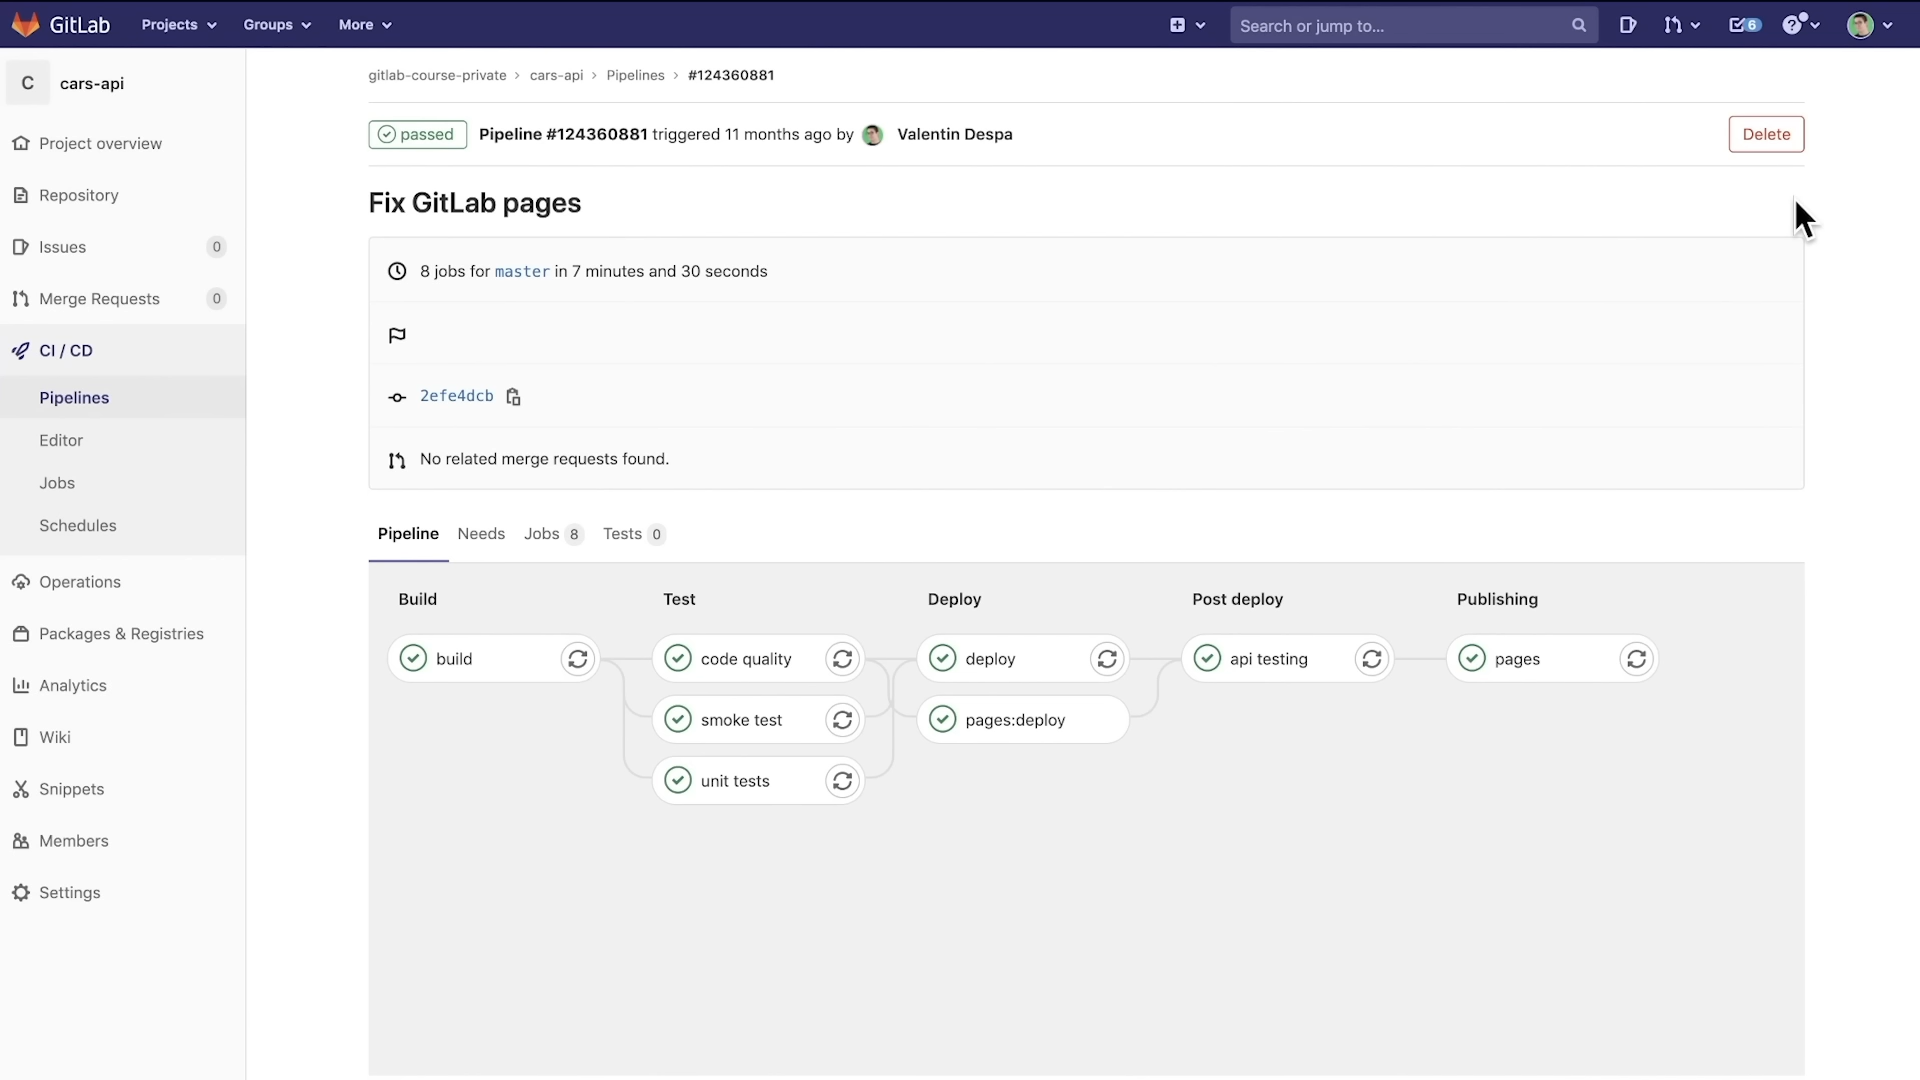 GitLab Projects Groups More Search or jump to... 6
C cars-api
Project overview
Repository
Issues 0
Merge Requests 0
CI / CD
Pipelines
Editor
Jobs
Schedules
Operations
Packages & Registries
Analytics
Wiki
Snippets
Members
Settings
gitlab-course-private › cars-api › Pipelines › #124360881
passed Pipeline #124360881 triggered 11 months ago by Valentin Despa Delete
Fix GitLab pages
8 jobs for master in 7 minutes and 30 seconds
2efe4dcb
No related merge requests found.
Pipeline Needs Jobs 8 Tests 0
Build Test Deploy Post deploy Publishing
build code quality deploy api testing pages
smoke test pages:deploy
unit tests